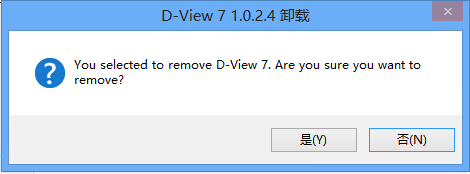 D-View 7 1.0.2.4 卸载
You selected to remove D-View 7. Are you sure you want to
remove?
是(Y)
否(N)